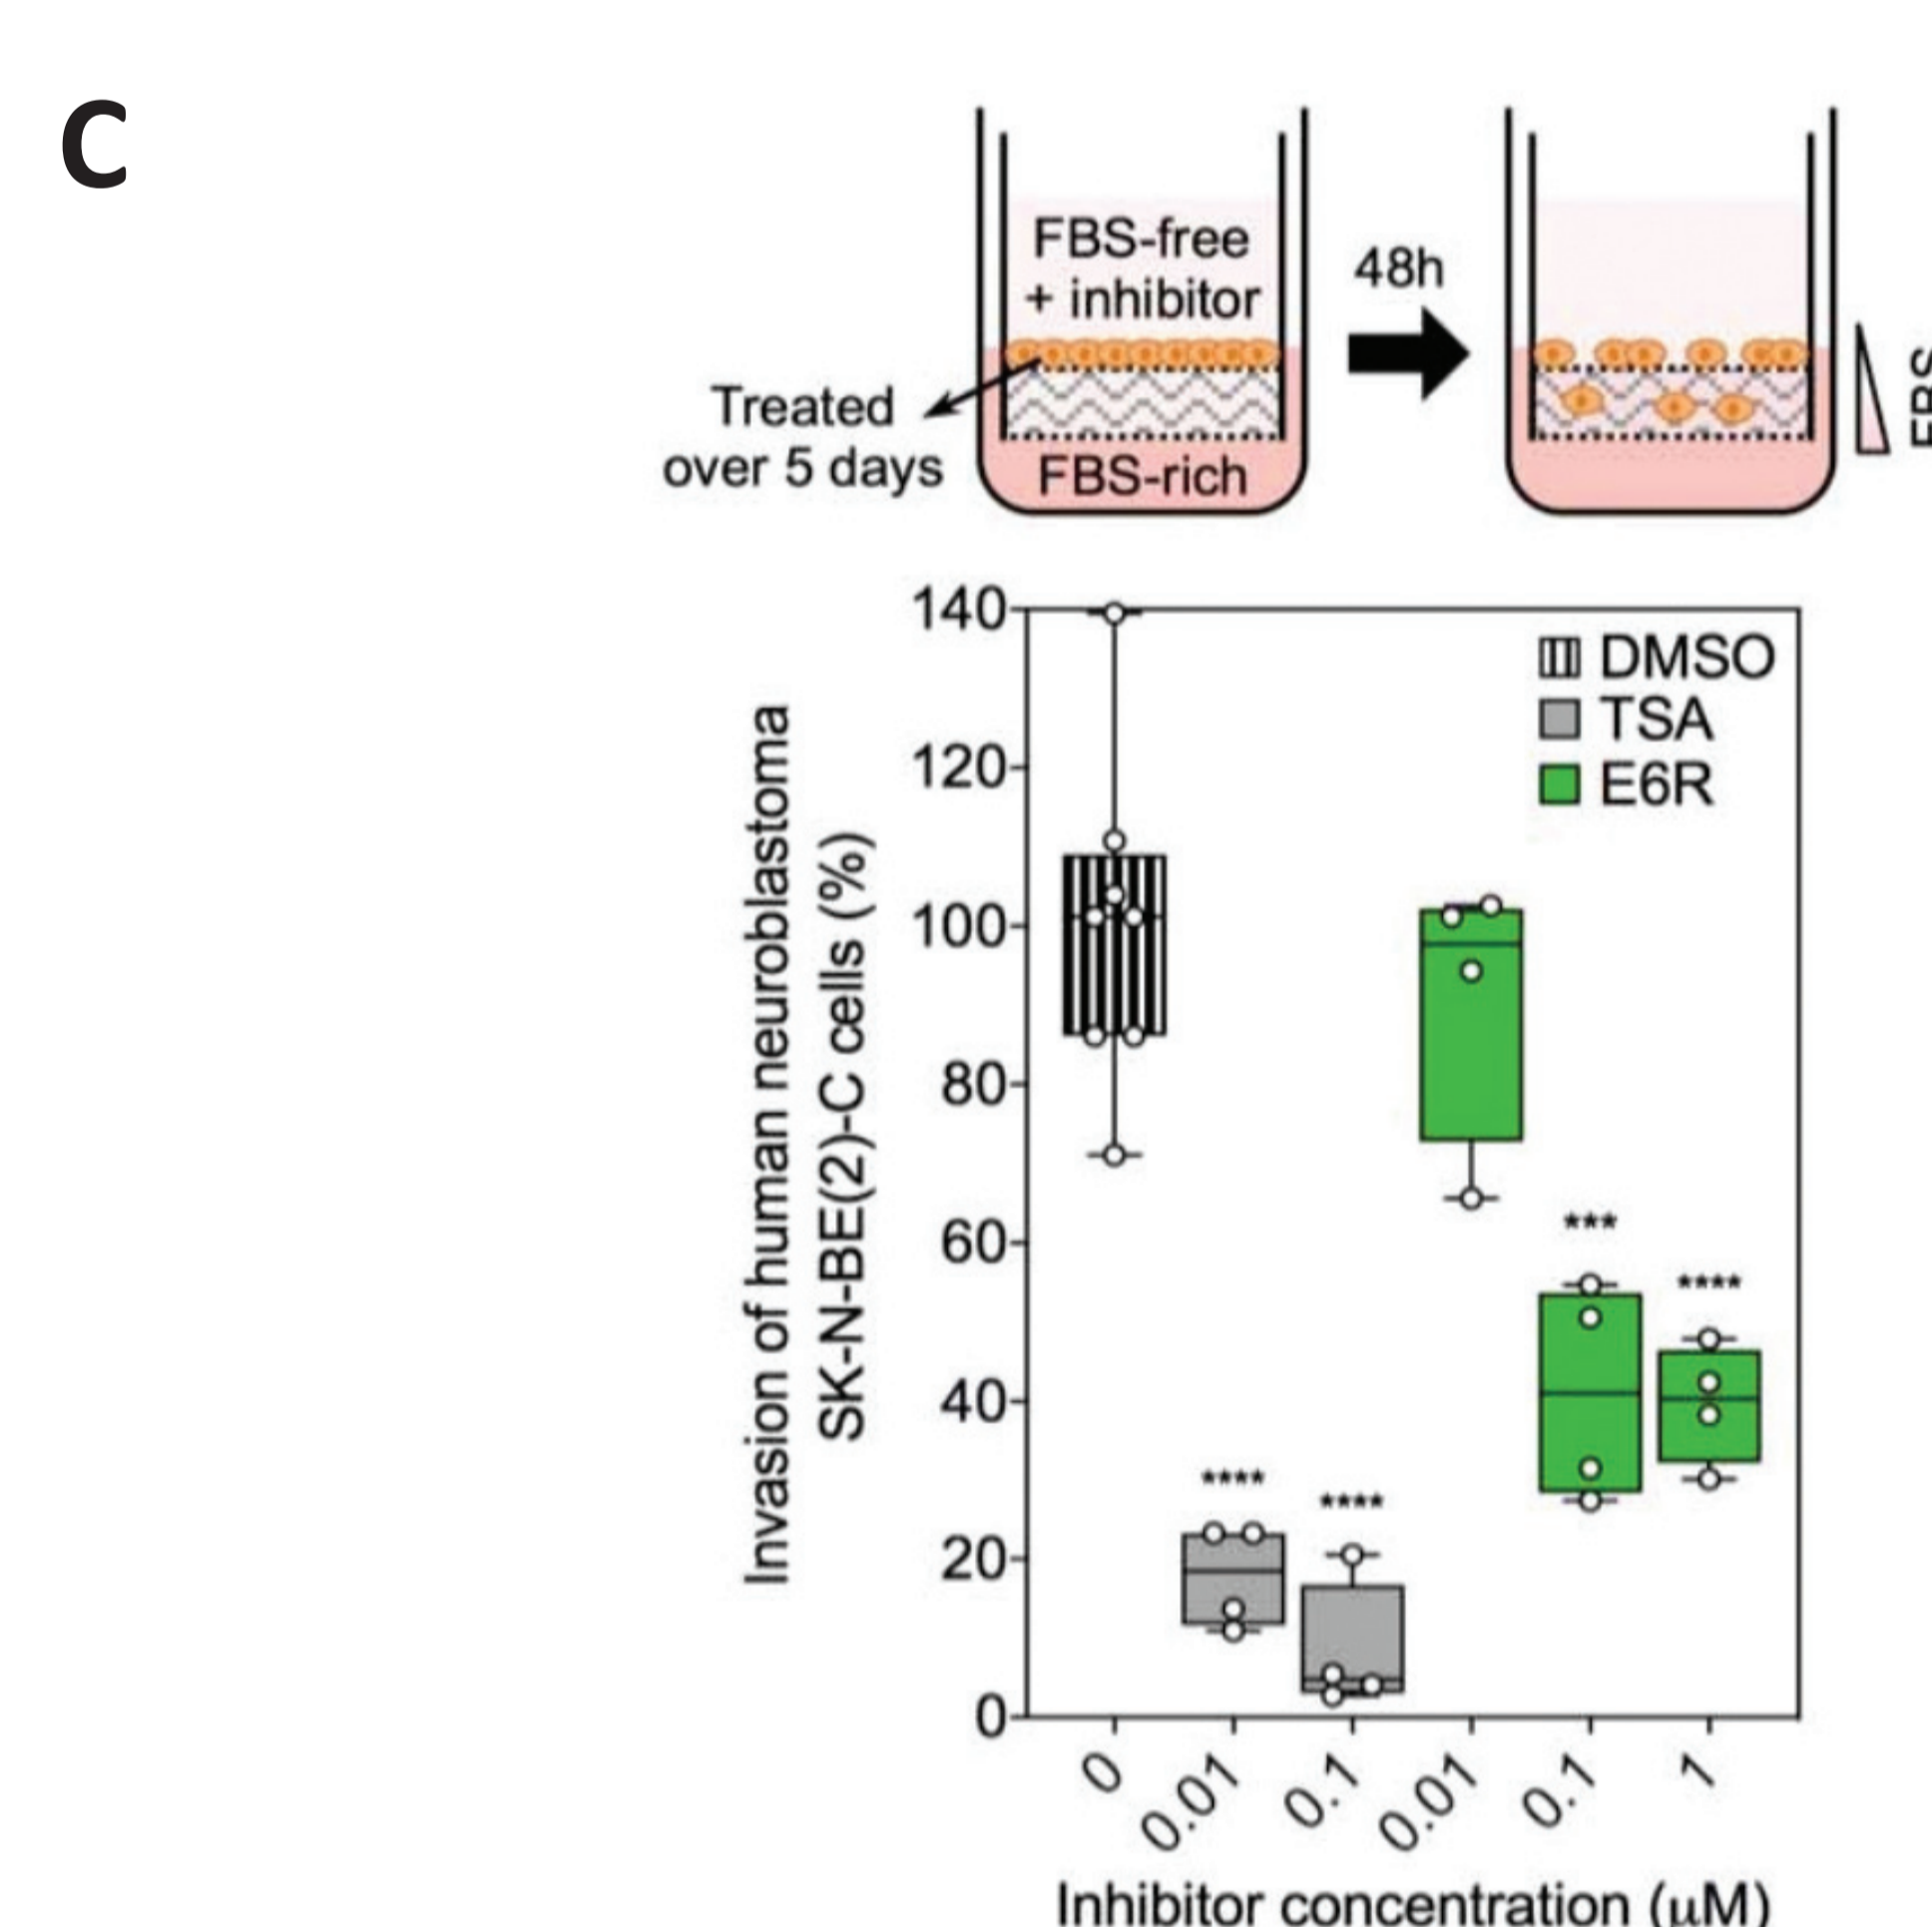 C
FBS-free
+ inhibitor
48h
Treated
over 5 days
FBS-rich
FBS
Invasion of human neuroblastoma
SK-N-BE(2)-C cells (%)
140
120
100
80
60
40
20
0
DMSO
TSA
E6R
***
****
****
****
0
0.01
0.1
0.01
0.1
1
Inhibitor concentration (μM)